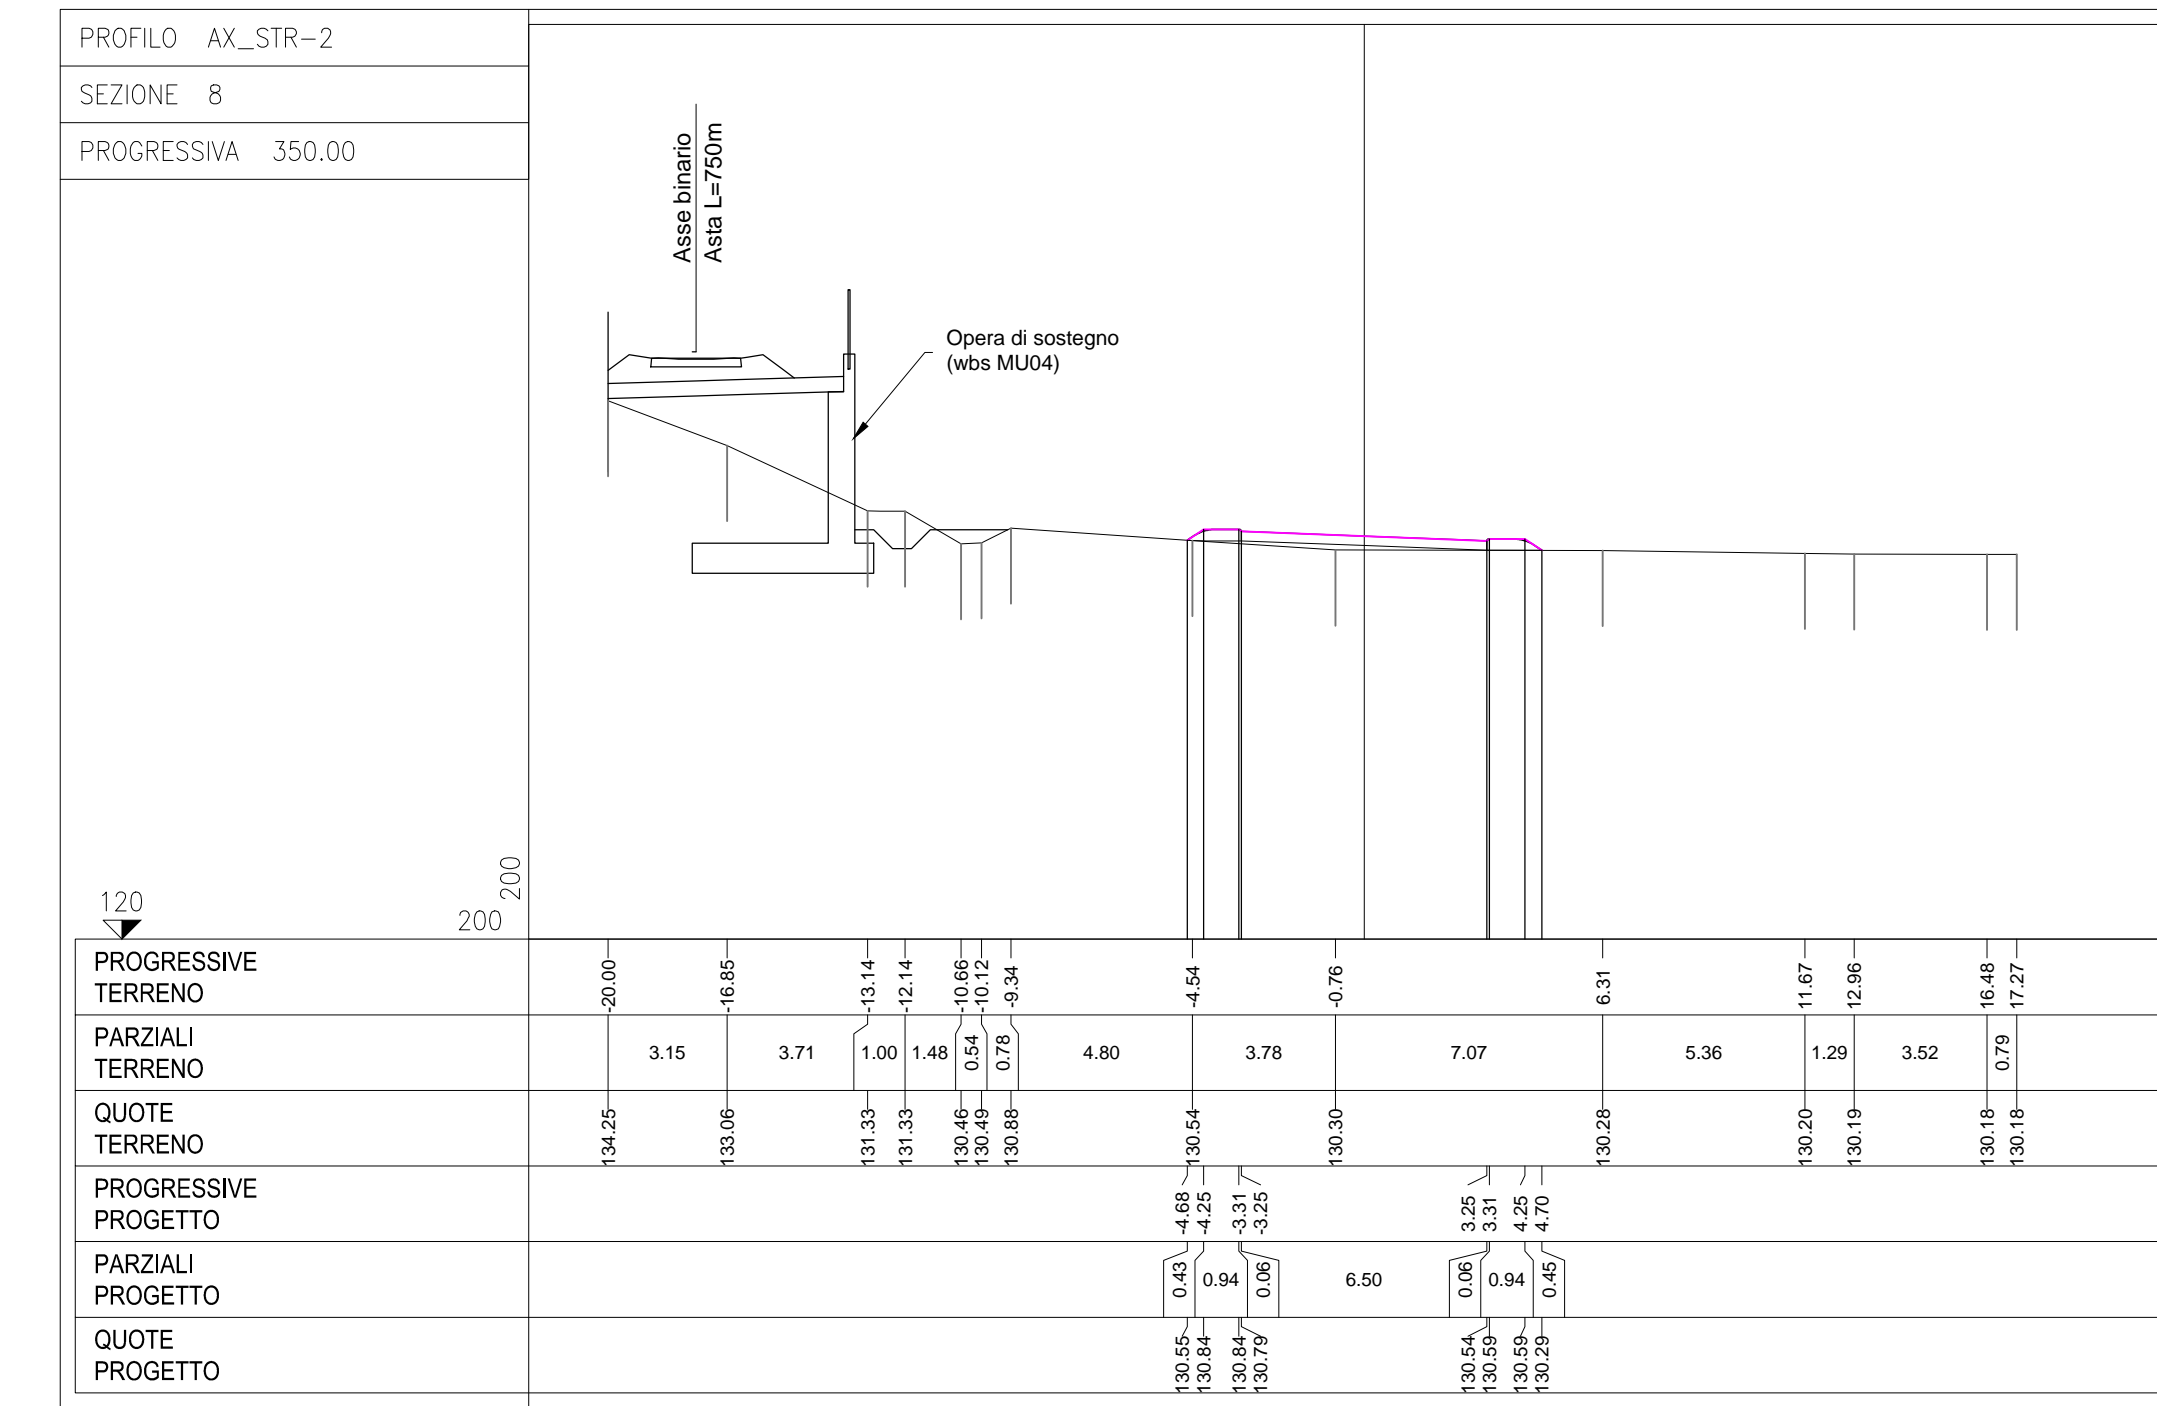 PROFILO AX_STR-2
SEZIONE 8
PROGRESSIVA 350.00
Asse binario
Asta L=750m
Opera di sostegno
(wbs MU04)
120
200
200
PROGRESSIVE
TERRENO
-20.00 -16.85 -13.14 -12.14 -10.66 -10.12 -9.34 -4.54 -0.76 6.31 11.67 12.96 16.48 17.27
PARZIALI
TERRENO
3.15 3.71 1.00 1.48 0.54 0.78 4.80 3.78 7.07 5.36 1.29 3.52 0.79
QUOTE
TERRENO
134.25 133.06 131.33 131.33 130.46 130.49 130.88 130.54 130.30 130.28 130.20 130.19 130.18 130.18
PROGRESSIVE
PROGETTO
-4.68 -4.25 -3.31 -3.25 3.25 3.31 4.25 4.70
PARZIALI
PROGETTO
0.43 0.94 0.06 6.50 0.06 0.94 0.45
QUOTE
PROGETTO
130.55 130.84 130.84 130.79 130.54 130.59 130.59 130.29